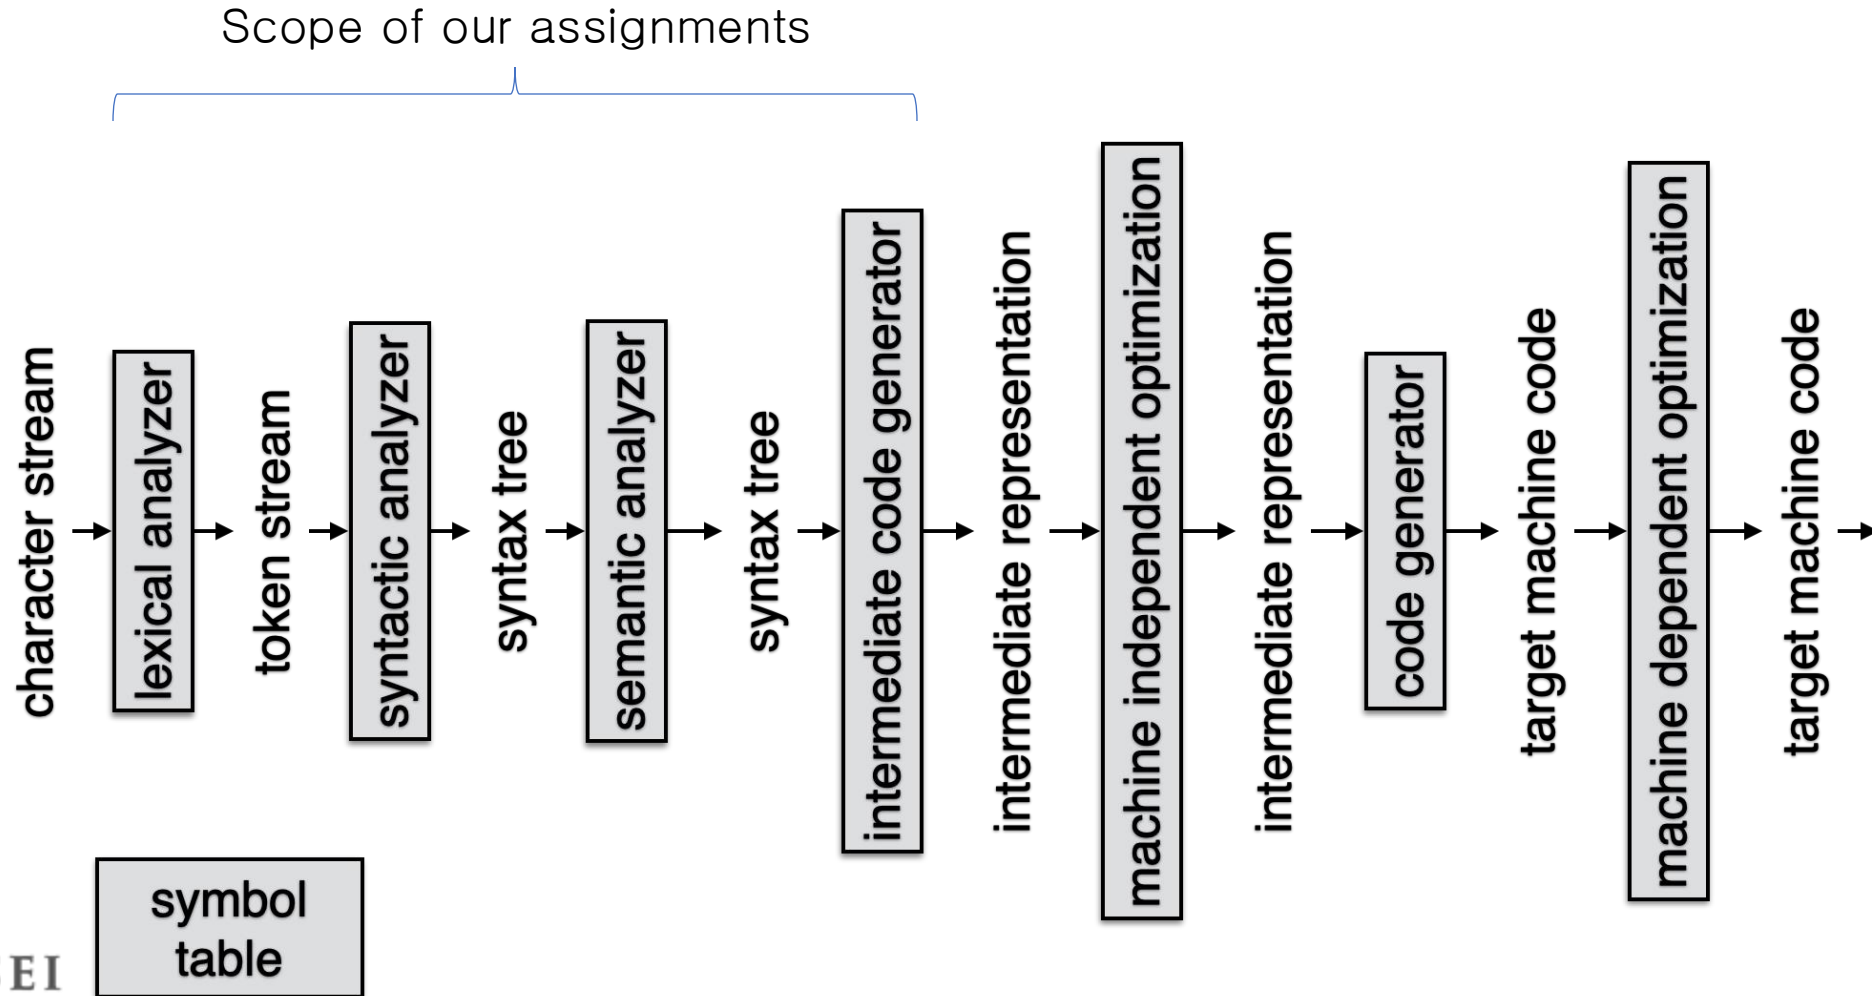 Scope of our assignments
character stream
lexical analyzer
token stream
syntactic analyzer
syntax tree
semantic analyzer
syntax tree
intermediate code generator
intermediate representation
machine independent optimization
intermediate representation
code generator
target machine code
machine dependent optimization
target machine code
symbol
table
EI